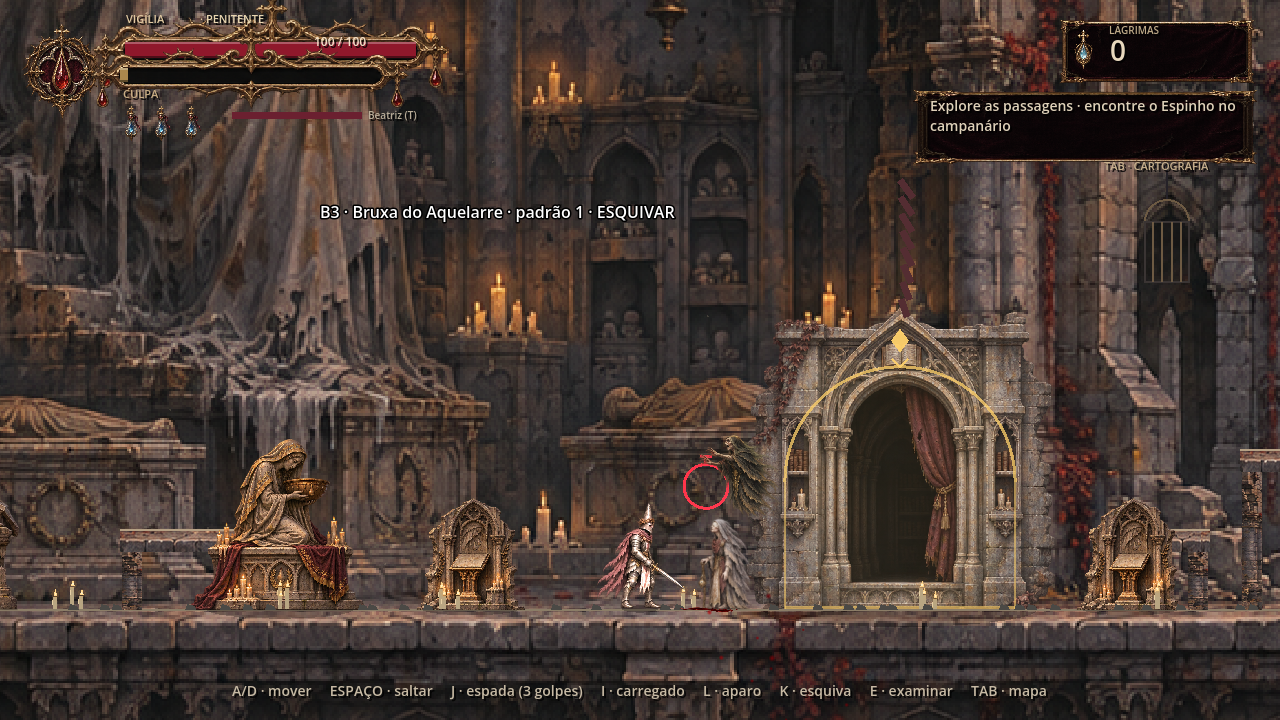 VIGÍLIA · PENITENTE
100 / 100
CULPA
Beatriz (T)
LÁGRIMAS
0
Explore as passagens · encontre o Espinho no
campanário
TAB · CARTOGRAFIA
B3 · Bruxa do Aquelarre · padrão 1 · ESQUIVAR
A/D · mover ESPAÇO · saltar J · espada (3 golpes) I · carregado L · aparo K · esquiva E · examinar TAB · mapa